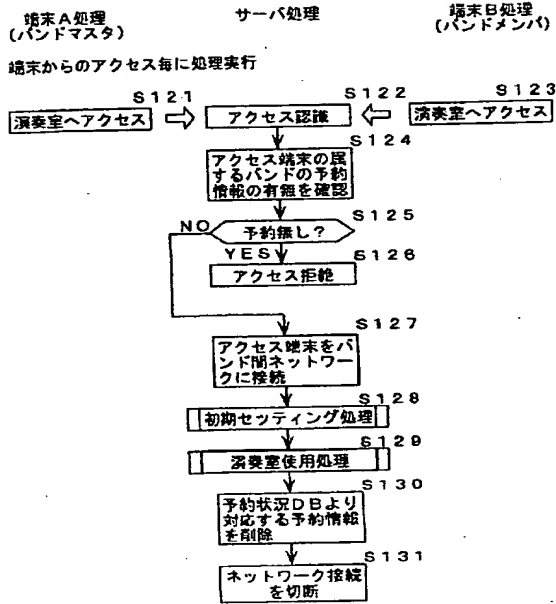 端末A処理
(バンドマスタ)
サーバ処理
端末B処理
(バンドメンバ)
端末からのアクセス毎に処理実行
S121
演奏室へアクセス
S122
アクセス認識
S123
演奏室へアクセス
S124
アクセス端末の属
するバンドの予約
情報の有無を確認
S125
予約無し?
NO
YES
S126
アクセス拒絶
S127
アクセス端末をバ
ンド間ネットワー
クに接続
S128
初期セッティング処理
S129
演奏室使用処理
S130
予約状況DBより
対応する予約情報
を削除
S131
ネットワーク接続
を切断